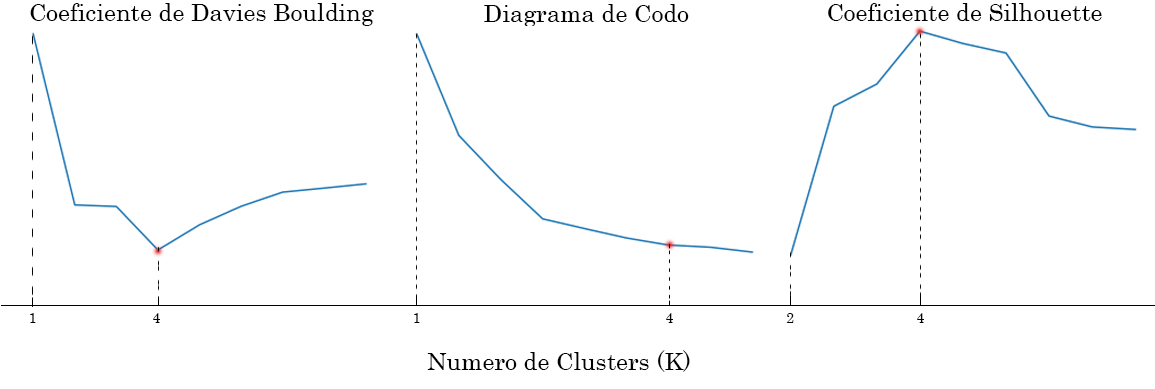 Coeficiente de Davies Boulding
Diagrama de Codo
Coeficiente de Silhouette
1
4
1
4
2
4
Numero de Clusters (K)